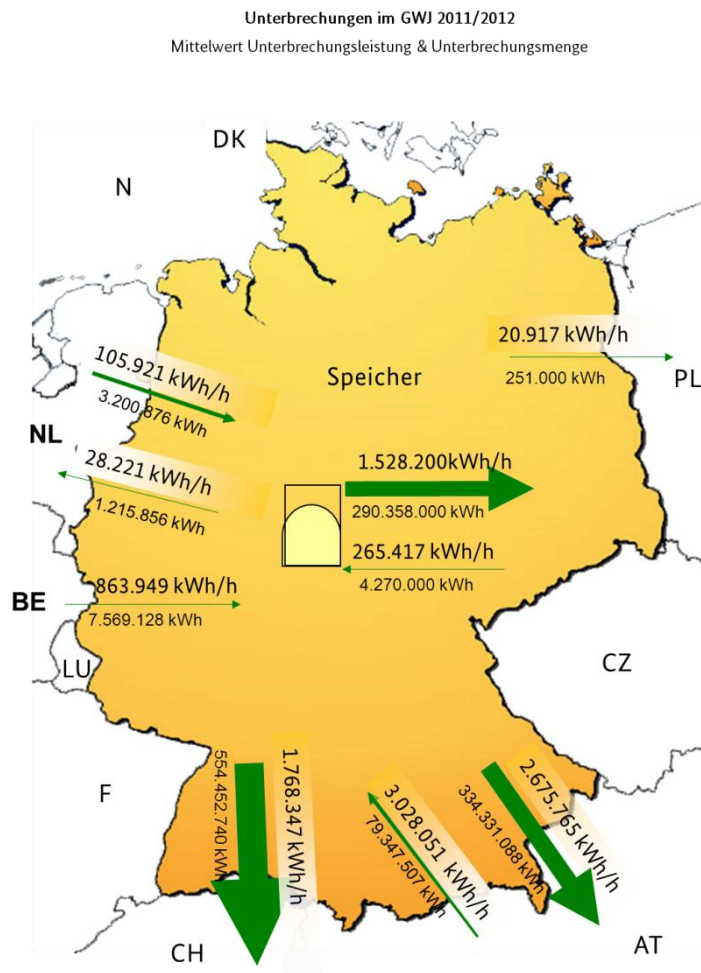 Unterbrechungen im GWJ 2011/2012
Mittelwert Unterbrechungsleistung & Unterbrechungsmenge
DK
N
20.917 kWh/h
251.000 kWh
PL
105.921 kWh/h
3.200.876 kWh
Speicher
NL
28.221 kWh/h
1.215.856 kWh
1.528.200kWh/h
290.358.000 kWh
265.417 kWh/h
4.270.000 kWh
BE
863.949 kWh/h
7.569.128 kWh
LU
CZ
F
554.452.740 kWh
1.768.347 kWh/h
3.028.051 kWh/h
79.347.507 kWh
2.675.765 kWh/h
334.331.088 kWh
CH
AT